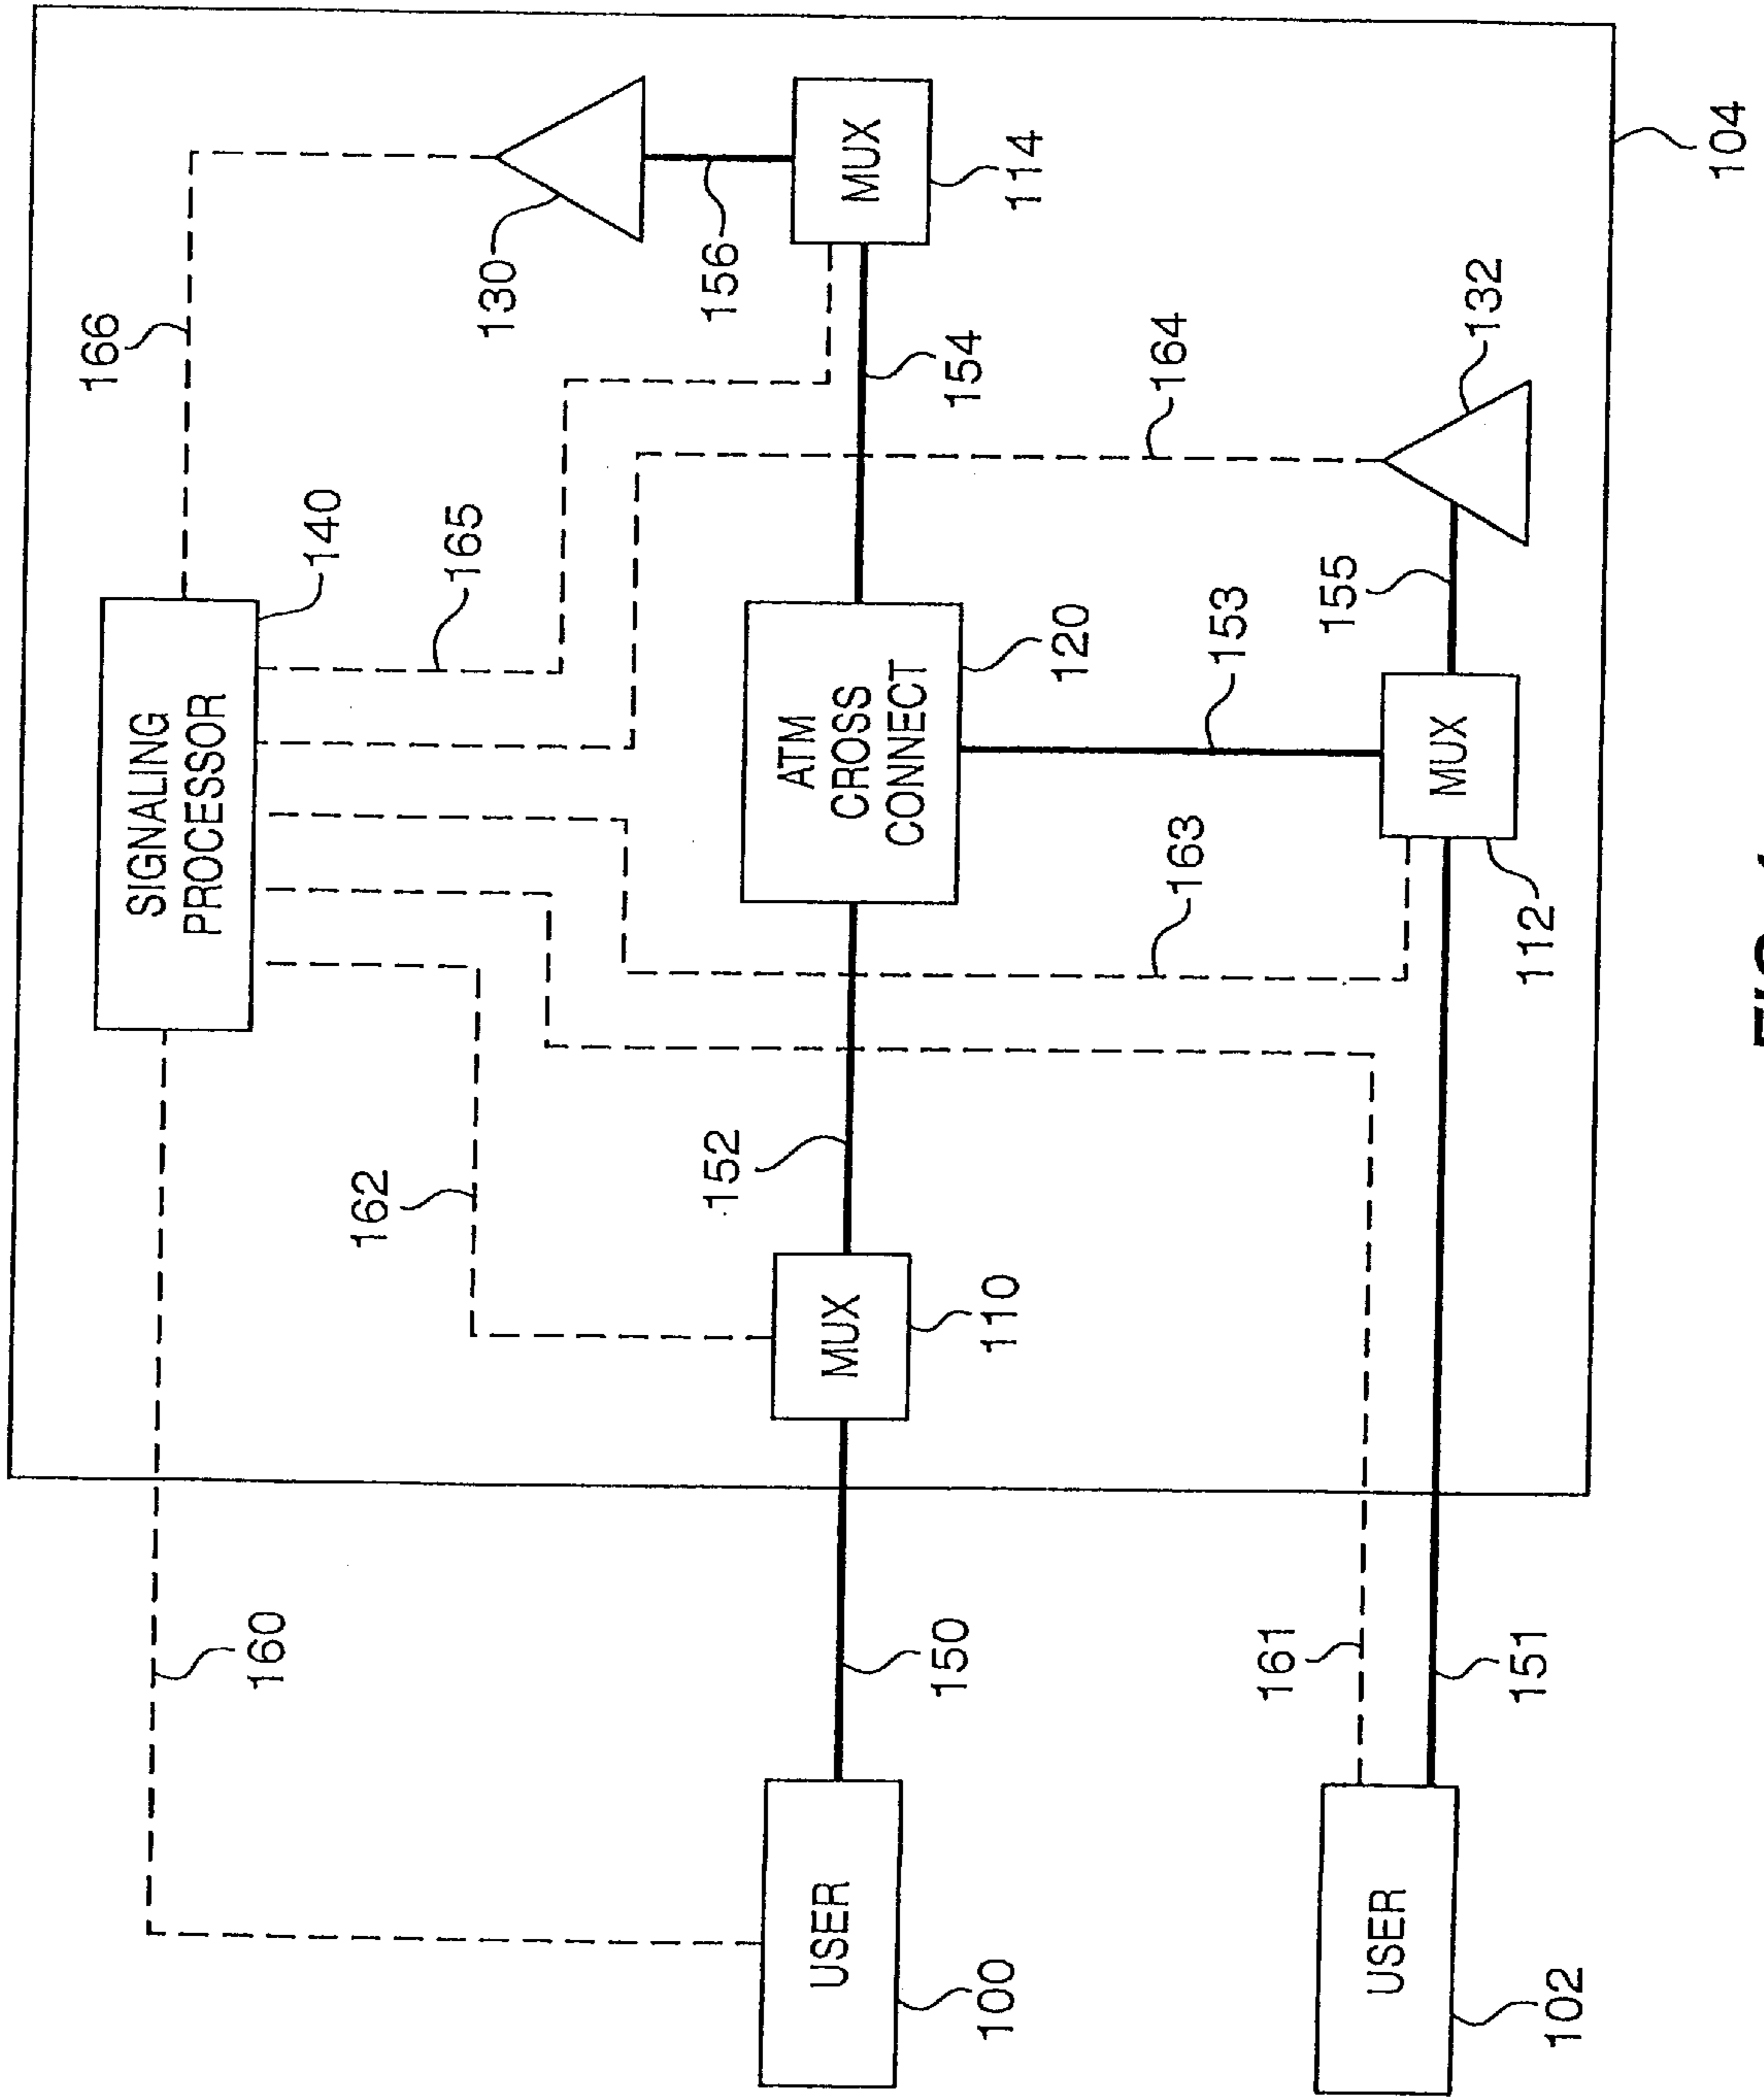 166
SIGNALING
PROCESSOR
160
140
162
165
130
152
156
ATM
CROSS
CONNECT
USER
MUX
MUX
150
154
100
110
114
120
164
163
153
161
155
USER
MUX
132
151
112
102
104